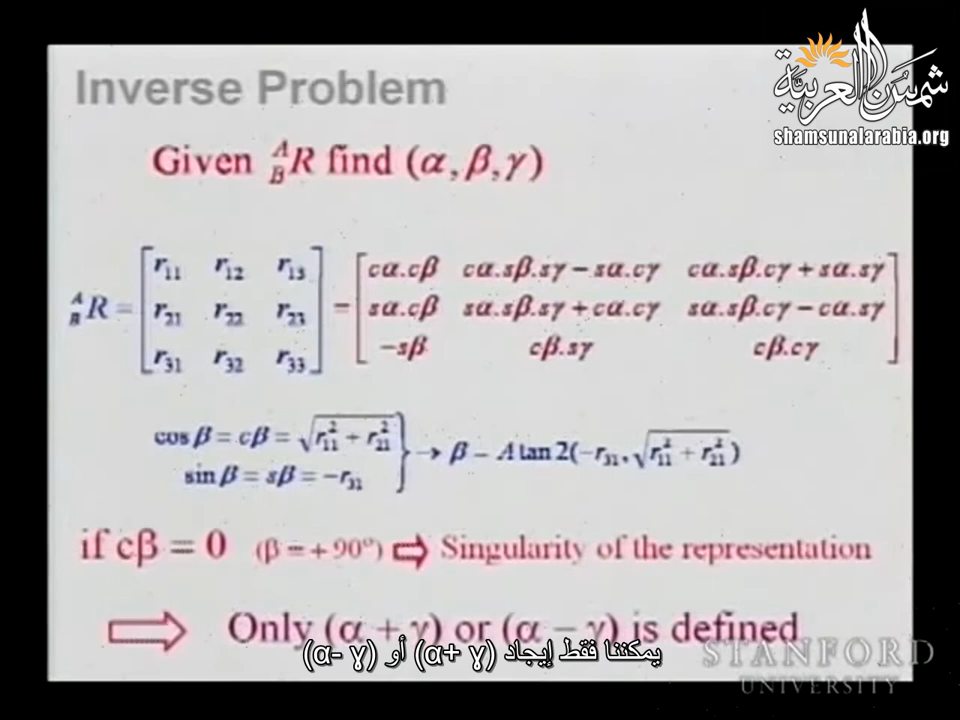 شمس العربية
shamsunalarabia.org
Inverse Problem
Given ᴬ_B R find (α, β, γ)
ᴬ_B R = [r₁₁ r₁₂ r₁₃; r₂₁ r₂₂ r₂₃; r₃₁ r₃₂ r₃₃] = [cα.cβ cα.sβ.sγ − sα.cγ cα.sβ.cγ + sα.sγ; sα.cβ sα.sβ.sγ + cα.cγ sα.sβ.cγ − cα.sγ; −sβ cβ.sγ cβ.cγ]
cos β = cβ = √(r₁₁² + r₂₁²)
sin β = sβ = −r₃₁
} → β = A tan 2(−r₃₁, √(r₁₁² + r₂₁²))
if cβ = 0 (β = + 90°) ⇨ Singularity of the representation
⇨ Only (α + γ) or (α − γ) is defined
يمكننا فقط إيجاد (α+ γ) أو (α- γ)
STANFORD
UNIVERSITY